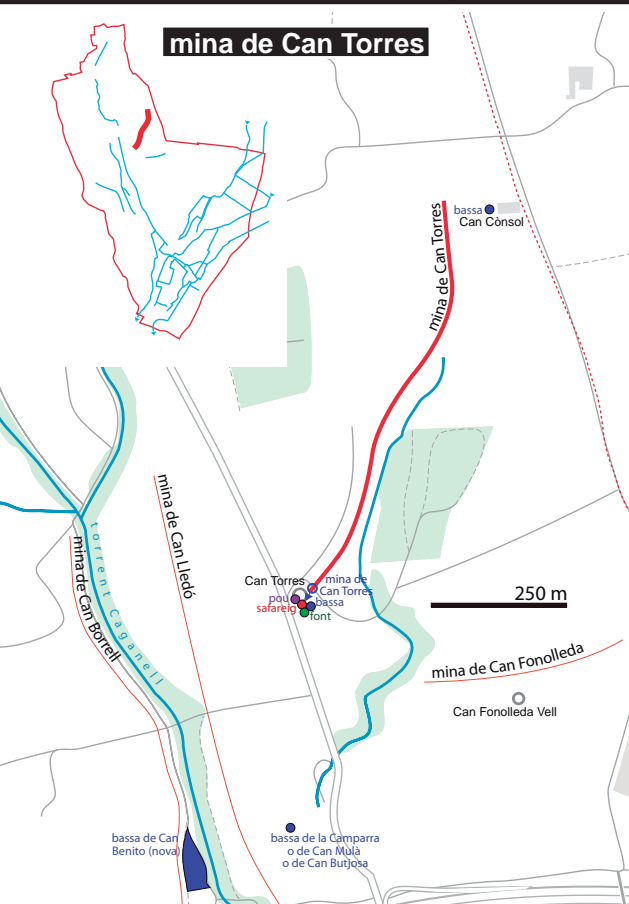 mina de Can Torres
bassa
Can Cònsol
mina de Can Torres
mina de Can Lledó
torrent Caganell
mina de Can Borrell
Can Torres
mina de
Can Torres
pou
bassa
safareig
font
250 m
mina de Can Fonolleda
Can Fonolleda Vell
bassa de Can
Benito (nova)
bassa de la Camparra
o de Can Mulà
o de Can Butjosa